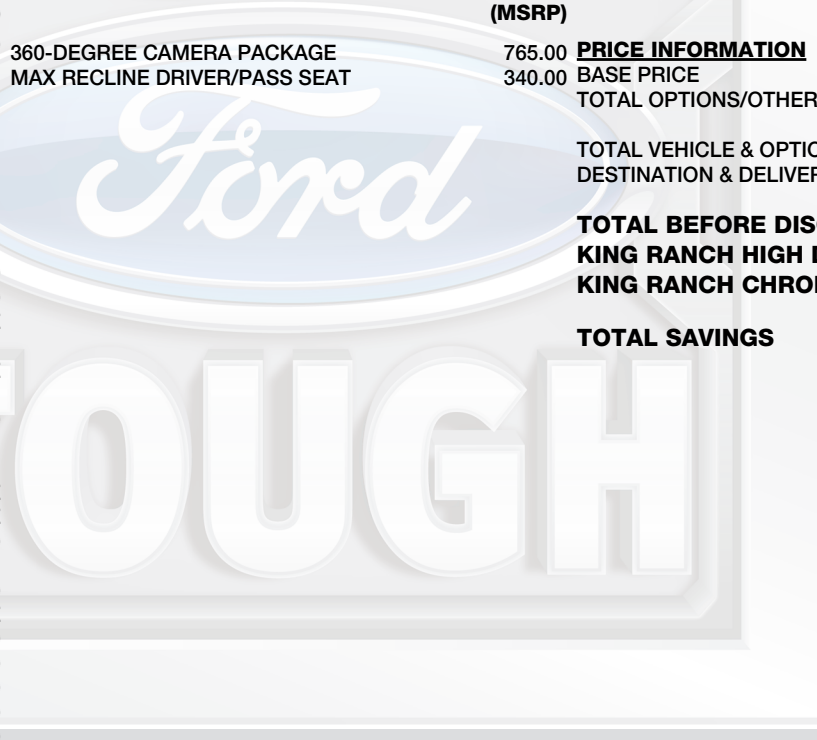 (MSRP)
360-DEGREE CAMERA PACKAGE 765.00
MAX RECLINE DRIVER/PASS SEAT 340.00
PRICE INFORMATION
BASE PRICE
TOTAL OPTIONS/OTHER
TOTAL VEHICLE & OPTIO
DESTINATION & DELIVER
TOTAL BEFORE DIS
KING RANCH HIGH
KING RANCH CHRO
TOTAL SAVINGS
Ford
TOUGH